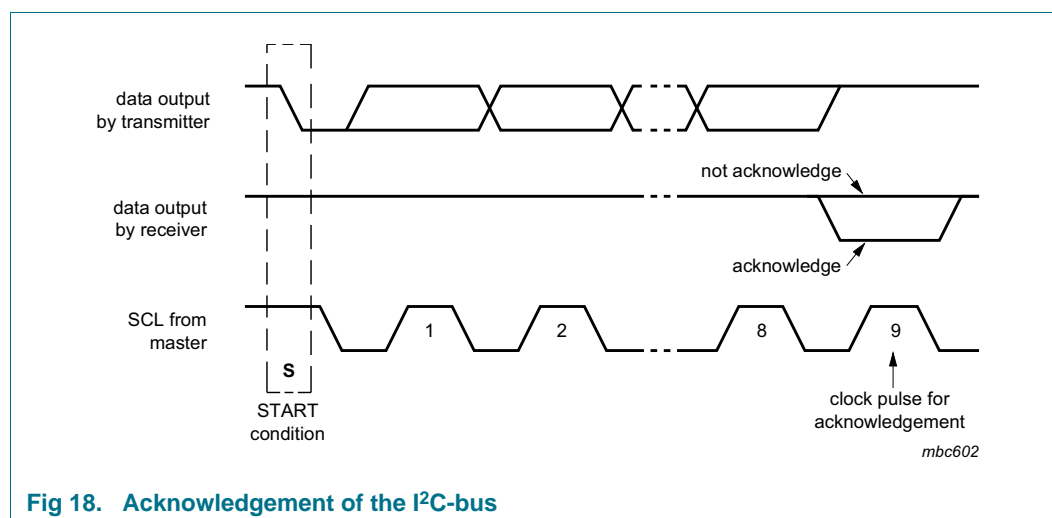 data output
by transmitter
not acknowledge
data output
by receiver
acknowledge
SCL from
master
1
2
8
9
S
START
condition
clock pulse for
acknowledgement
mbc602
Fig 18. Acknowledgement of the I²C-bus